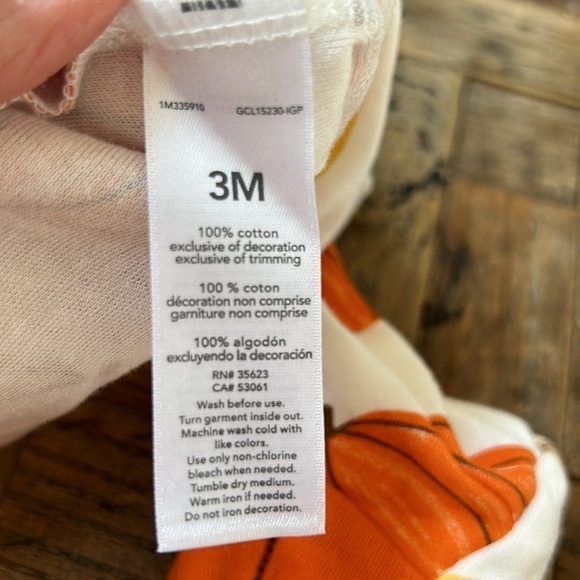 1M335910 GCL1S230-IGP
3M
100% cotton
exclusive of decoration
exclusive of trimming
100 % coton
décoration non comprise
garniture non comprise
100% algodón
excluyendo la decoración
RN# 35623
CA# 53061
Wash before use.
Turn garment inside out.
Machine wash cold with
like colors.
Use only non-chlorine
bleach when needed.
Tumble dry medium.
Warm iron if needed.
Do not iron decoration.